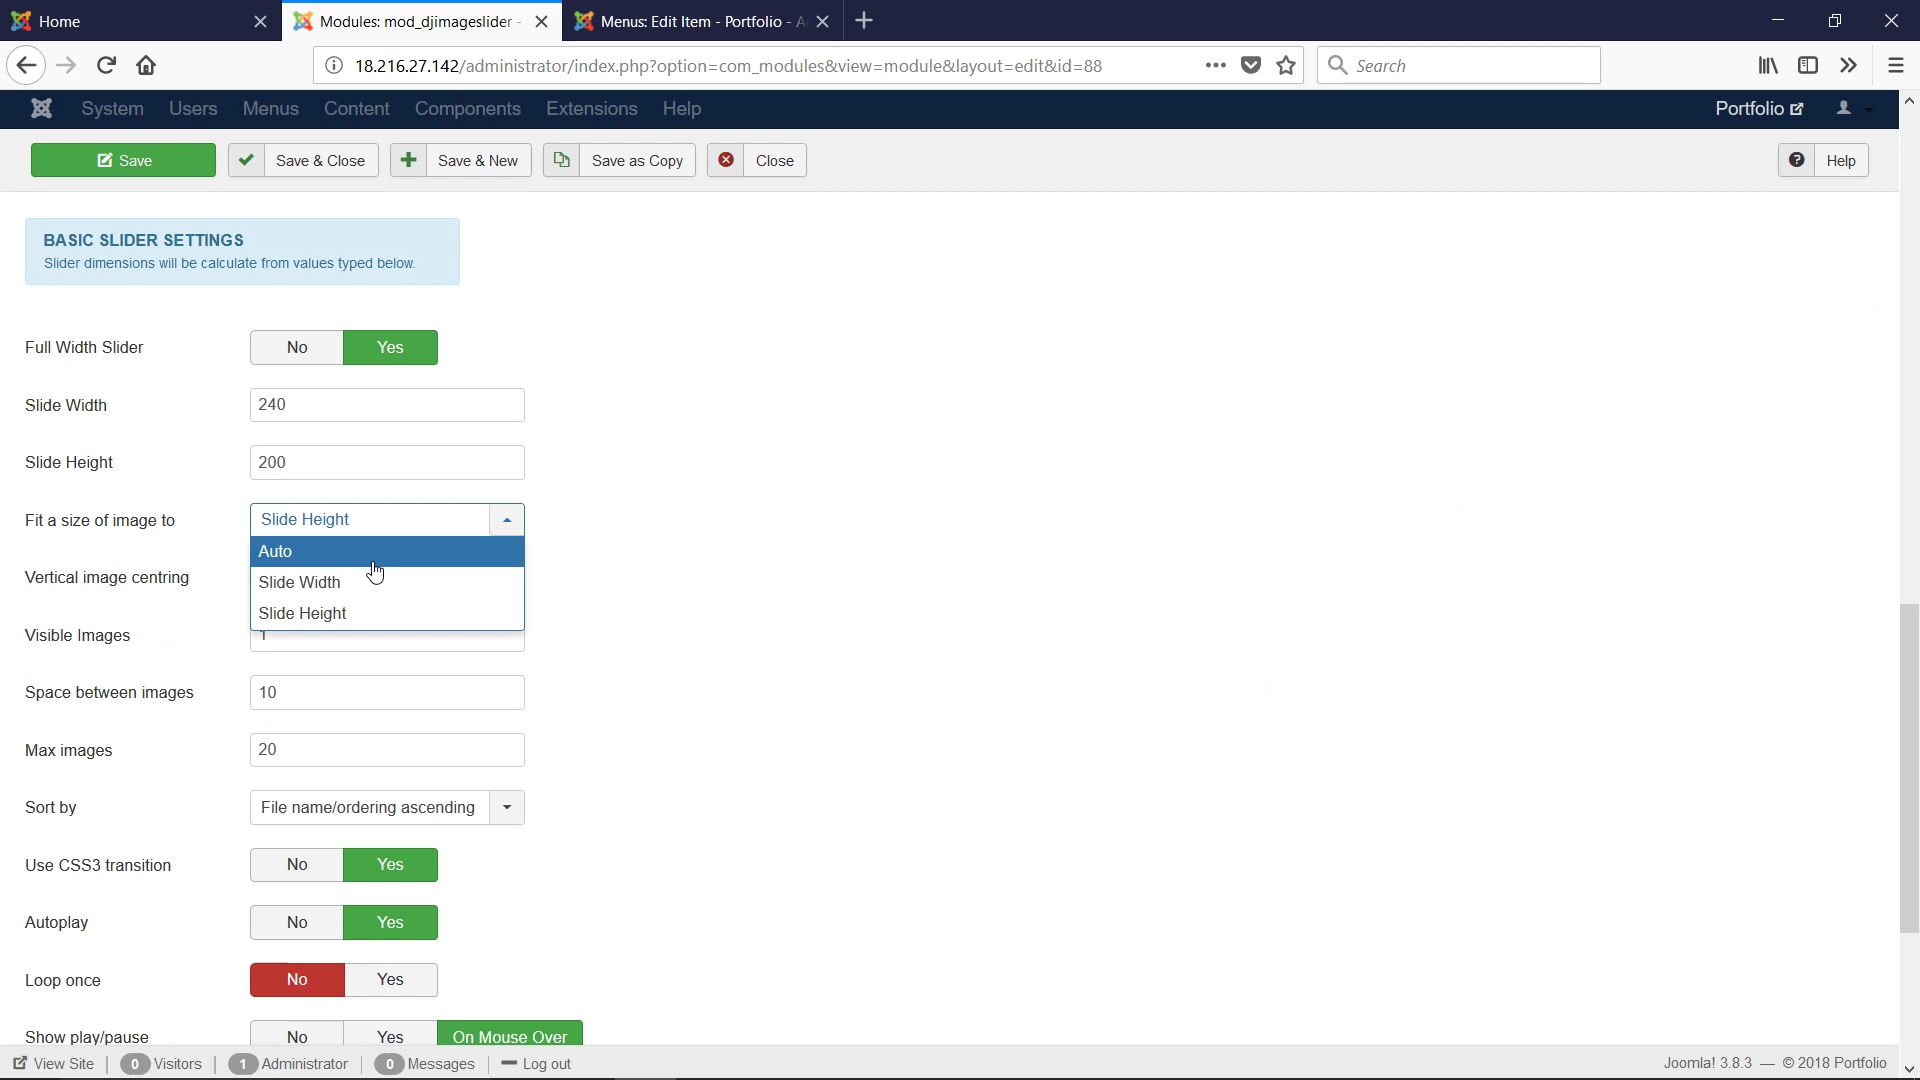 Home
Modules: mod_djimageslider -
Menus: Edit Item - Portfolio - A
18.216.27.142/administrator/index.php?option=com_modules&view=module&layout=edit&id=88
Search
System Users Menus Content Components Extensions Help
Portfolio
Save
Save & Close
Save & New
Save as Copy
Close
Help
BASIC SLIDER SETTINGS
Slider dimensions will be calculate from values typed below.
Full Width Slider No Yes
Slide Width 240
Slide Height 200
Fit a size of image to Slide Height
Auto
Vertical image centring Slide Width
Slide Height
Visible Images 1
Space between images 10
Max images 20
Sort by File name/ordering ascending
Use CSS3 transition No Yes
Autoplay No Yes
Loop once No Yes
Show play/pause No Yes On Mouse Over
View Site 0 Visitors 1 Administrator 0 Messages Log out
Joomla! 3.8.3 — © 2018 Portfolio